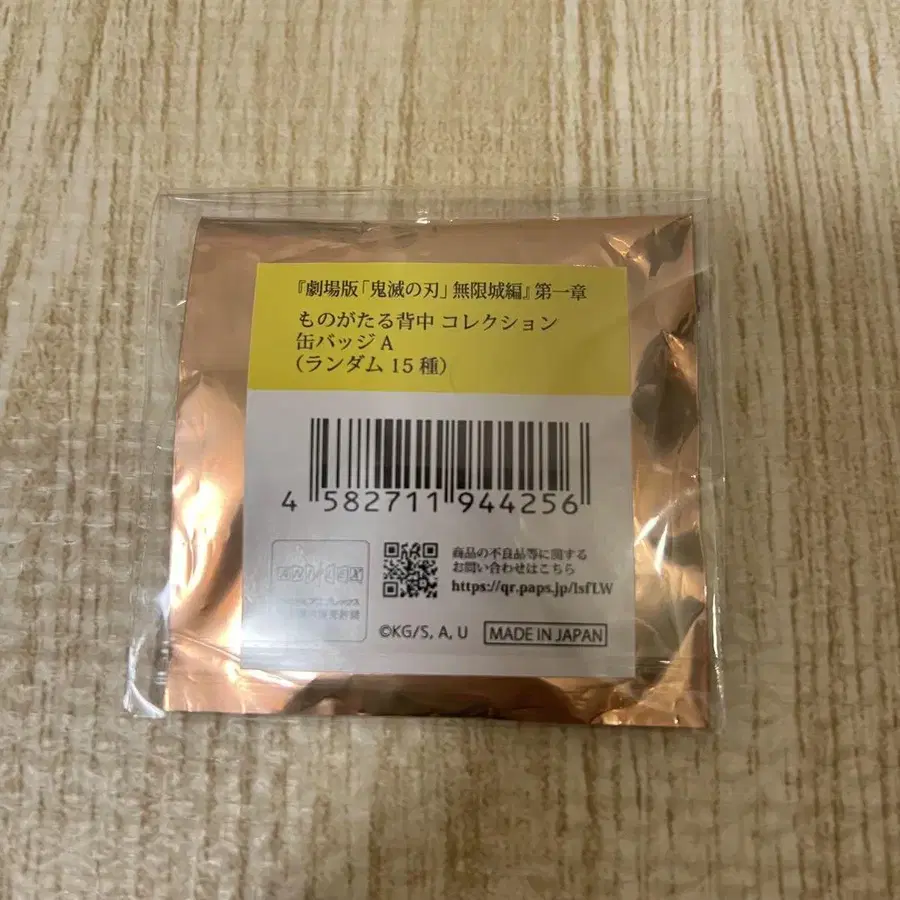 『劇場版「鬼滅の刃」無限城編』第一章
ものがたる背中 コレクション
缶バッジ A
（ランダム 15 種）
4 582711 944256
商品の不良品等に関する
お問い合わせはこちら
https://qr.paps.jp/IsfLW
©KG/S, A, U
MADE IN JAPAN